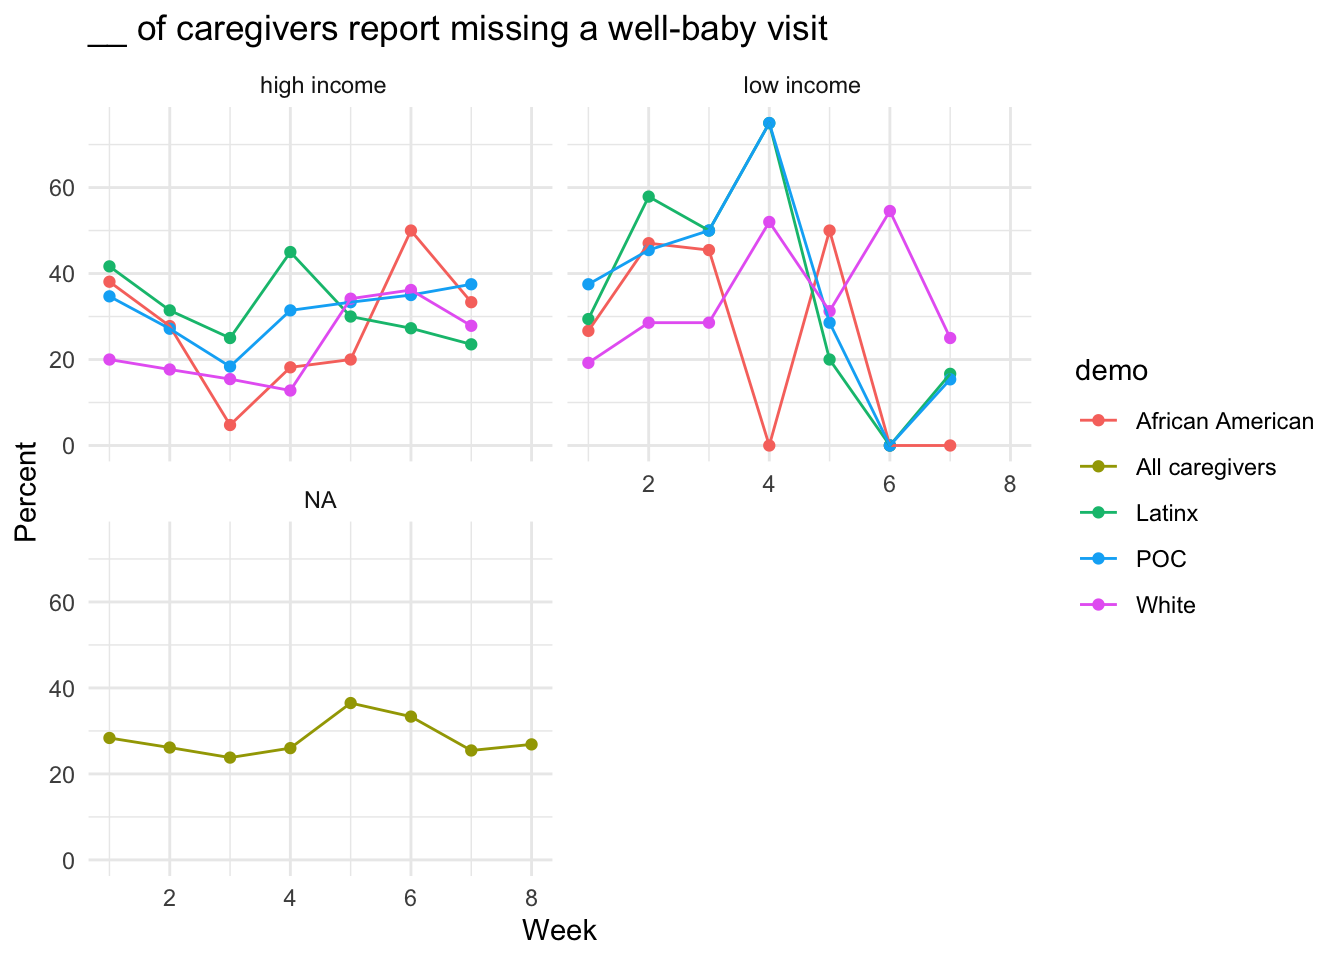 __ of caregivers report missing a well-baby visit
high income
low income
60
40
20
0
2 4 6 8
NA
60
40
20
0
2 4 6 8
Percent
Week
demo
African American
All caregivers
Latinx
POC
White